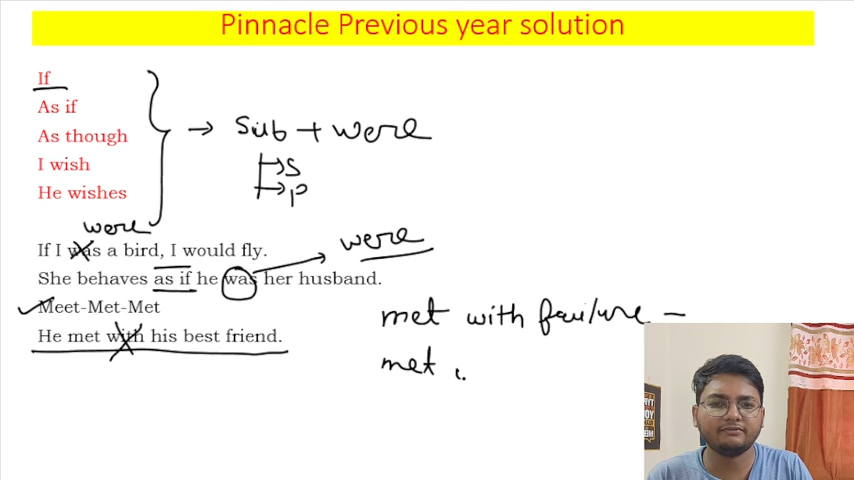 Pinnacle Previous year solution
If
As if
As though
I wish
He wishes
→ Sub + were
→ S
→ P
were
If I was a bird, I would fly.
were
She behaves as if he was her husband.
Meet-Met-Met
He met with his best friend.
met with failure –
met